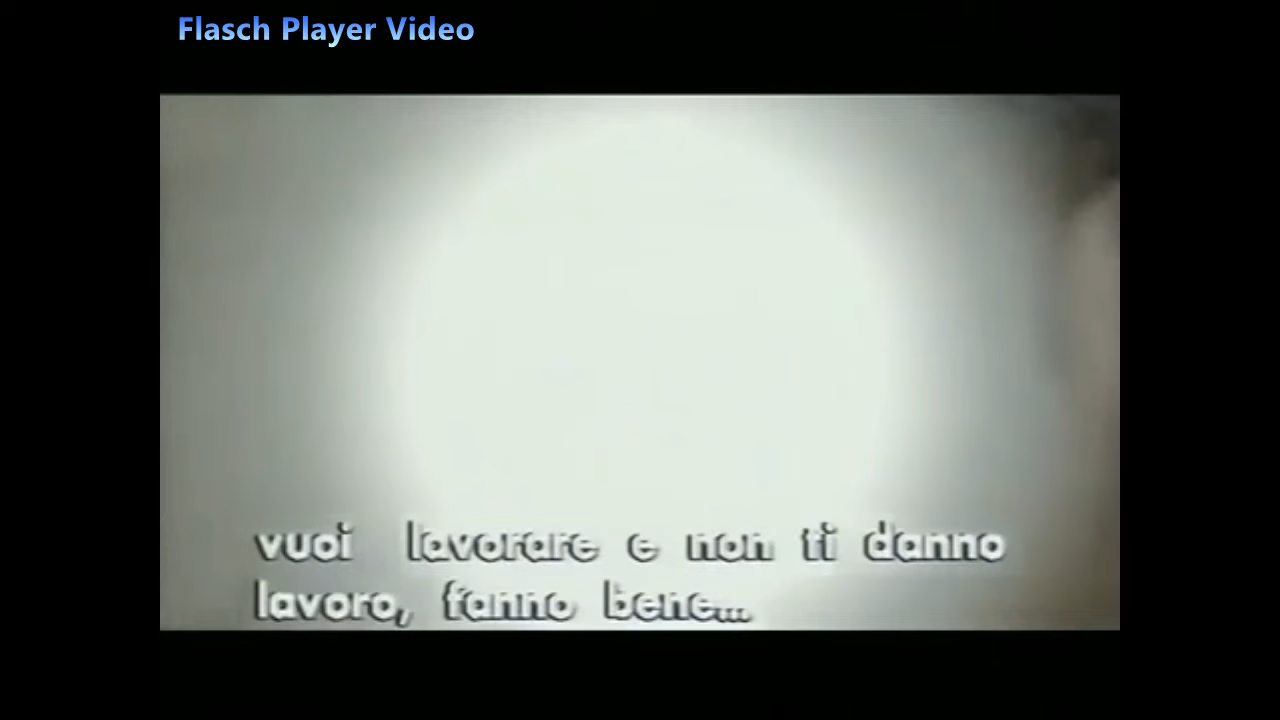 Flasch Player Video
vuoi lavorare e non ti danno
lavoro, fanno bene...